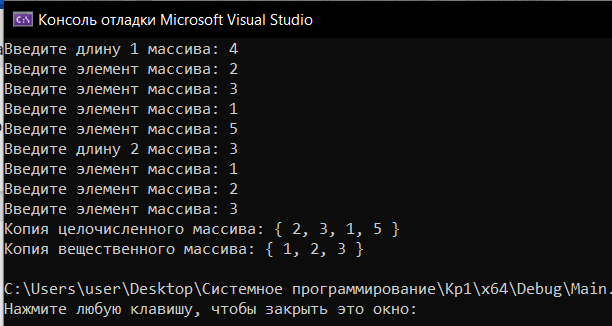 Консоль отладки Microsoft Visual Studio
Введите длину 1 массива: 4
Введите элемент массива: 2
Введите элемент массива: 3
Введите элемент массива: 1
Введите элемент массива: 5
Введите длину 2 массива: 3
Введите элемент массива: 1
Введите элемент массива: 2
Введите элемент массива: 3
Копия целочисленного массива: { 2, 3, 1, 5 }
Копия вещественного массива: { 1, 2, 3 }
C:\Users\user\Desktop\Системное программирование\Кр1\x64\Debug\Main.
Нажмите любую клавишу, чтобы закрыть это окно: